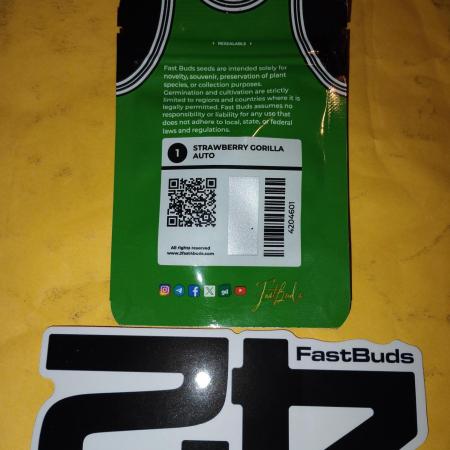 RESEALABLE
Fast Buds seeds are intended solely for
novelty, souvenir, preservation of plant
species, or collection purposes.
Germination and cultivation are strictly
limited to regions and countries where it is
legally permitted. Fast Buds assumes no
responsibility or liability for any use that
does not adhere to local, state, or federal
laws and regulations.
1
STRAWBERRY GORILLA
AUTO
4204601
All rights reserved
www.2fast4buds.com
FastBuds
FastBuds